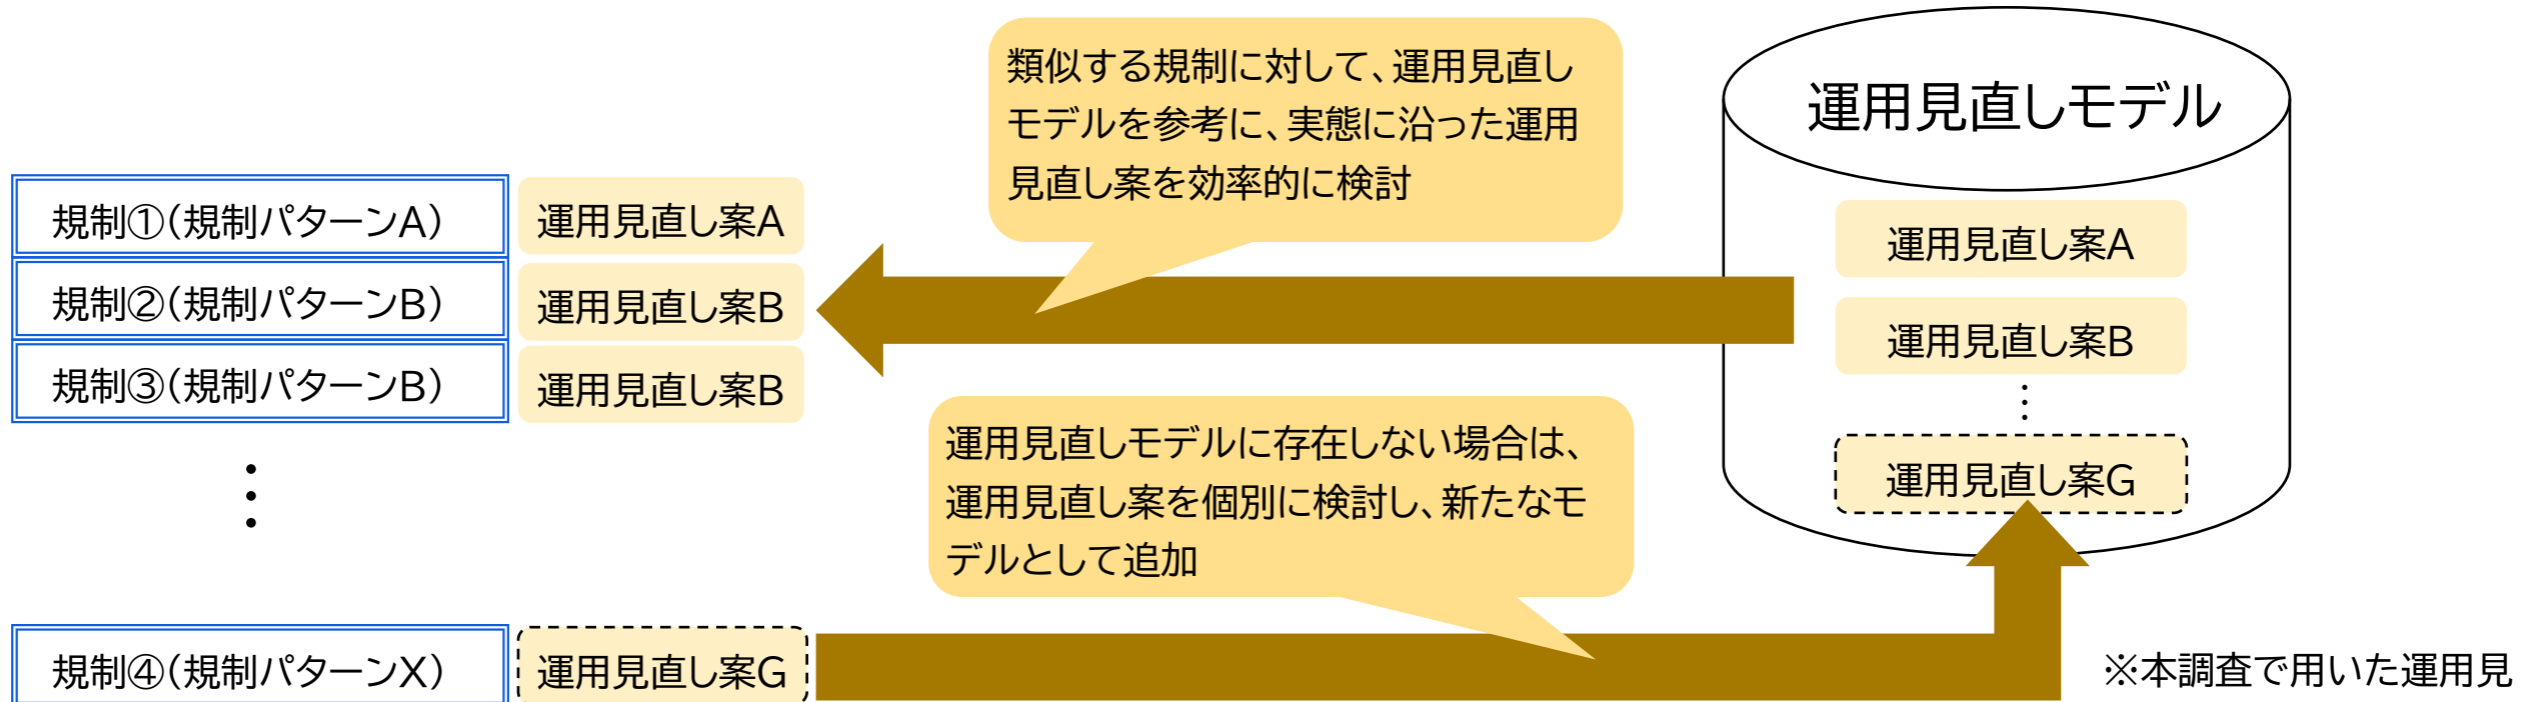 類似する規制に対して、運用見直し
モデルを参考に、実態に沿った運用
見直し案を効率的に検討
運用見直しモデル
規制①(規制パターンA)
運用見直し案A
規制②(規制パターンB)
運用見直し案B
規制③(規制パターンB)
運用見直し案B
運用見直し案A
運用見直し案B
⋮
運用見直し案G
運用見直しモデルに存在しない場合は、
運用見直し案を個別に検討し、新たなモ
デルとして追加
⋮
規制④(規制パターンX)
運用見直し案G
※本調査で用いた運用見